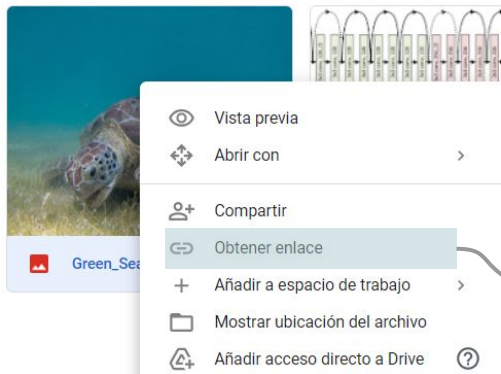 Vista previa
Abrir con
Compartir
Obtener enlace
Green_Sea
Añadir a espacio de trabajo
Mostrar ubicación del archivo
Añadir acceso directo a Drive